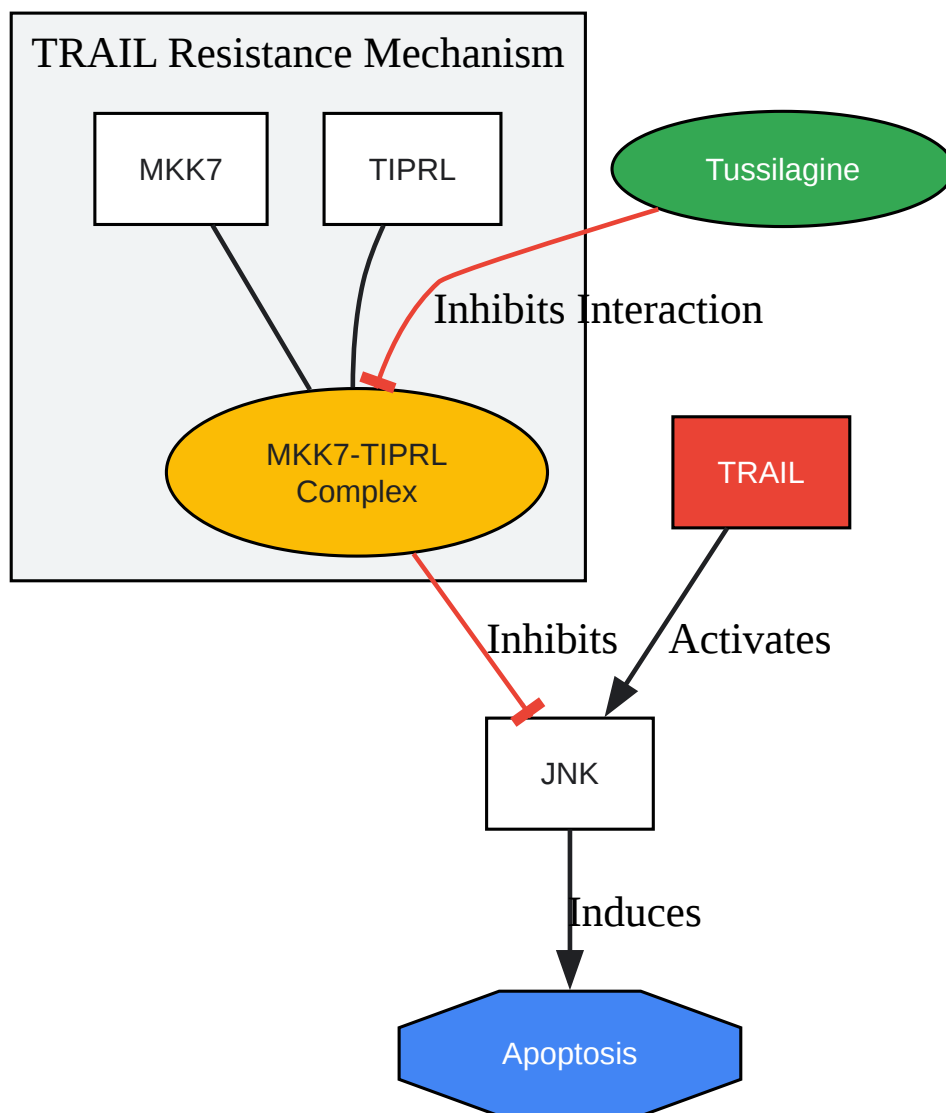 TRAIL Resistance Mechanism
MKK7
TIPRL
Tussilagine
Inhibits Interaction
MKK7-TIPRL
Complex
TRAIL
Inhibits
Activates
JNK
Induces
Apoptosis